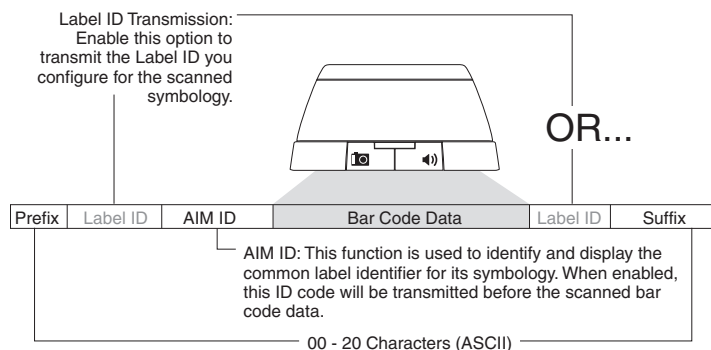 Label ID Transmission:
Enable this option to
transmit the Label ID you
configure for the scanned
symbology.
OR...
Prefix Label ID AIM ID Bar Code Data Label ID Suffix
AIM ID: This function is used to identify and display the
common label identifier for its symbology. When enabled,
this ID code will be transmitted before the scanned bar
code data.
00 - 20 Characters (ASCII)